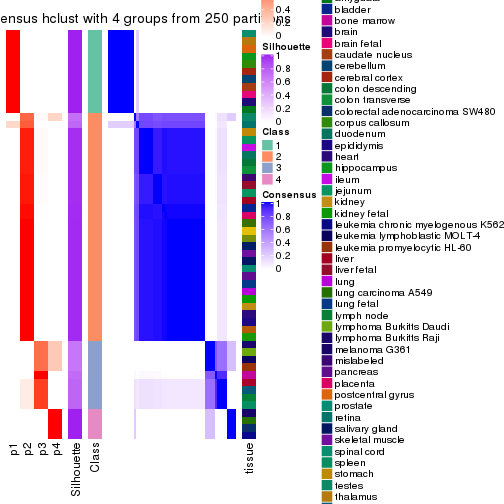 ensus hclust with 4 groups from 250 parti
ns
0.4
0.2
0
Silhouette
1
0.8
0.6
0.4
0.2
0
Class
1
2
3
4
Consensus
1
0.8
0.6
0.4
0.2
0
bladder
bone marrow
brain
brain fetal
caudate nucleus
cerebellum
cerebral cortex
colon descending
colon transverse
colorectal adenocarcinoma SW480
corpus callosum
duodenum
epididymis
heart
hippocampus
ileum
jejunum
kidney
kidney fetal
leukemia chronic myelogenous K562
leukemia lymphoblastic MOLT-4
leukemia promyelocytic HL-60
liver
liver fetal
lung
lung carcinoma A549
lung fetal
lymph node
lymphoma Burkitts Daudi
lymphoma Burkitts Raji
melanoma G361
mislabeled
pancreas
placenta
postcentral gyrus
prostate
retina
salivary gland
skeletal muscle
spinal cord
spleen
stomach
testes
thalamus
p1
p2
p3
p4
Silhouette
Class
tissue